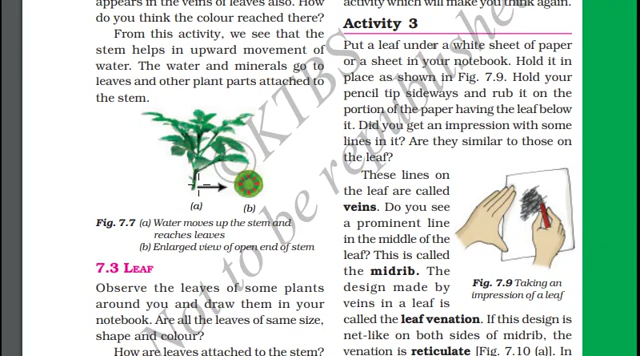 appears in the veins of leaves also. How
do you think the colour reached there?
From this activity, we see that the
stem helps in upward movement of
water. The water and minerals go to
leaves and other plant parts attached to
the stem.
(a)
(b)
Fig. 7.7 (a) Water moves up the stem and
reaches leaves
(b) Enlarged view of open end of stem
7.3 LEAF
Observe the leaves of some plants
around you and draw them in your
notebook. Are all the leaves of same size,
shape and colour?
How are leaves attached to the stem?
activity which will make you think again.
Activity 3
Put a leaf under a white sheet of paper
or a sheet in your notebook. Hold it in
place as shown in Fig. 7.9. Hold your
pencil tip sideways and rub it on the
portion of the paper having the leaf below
it. Did you get an impression with some
lines in it? Are they similar to those on
the leaf?
These lines on
the leaf are called
veins. Do you see
a prominent line
in the middle of the
leaf? This is called
the midrib. The
design made by
veins in a leaf is
called the leaf venation. If this design is
net-like on both sides of midrib, the
venation is reticulate [Fig. 7.10 (a)]. In
Fig. 7.9 Taking an
impression of a leaf
©KTBS
Not to be republished